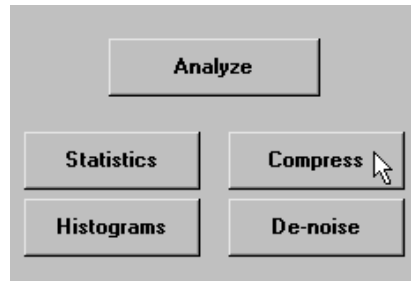 Analyze
Statistics
Compress
Histograms
De-noise